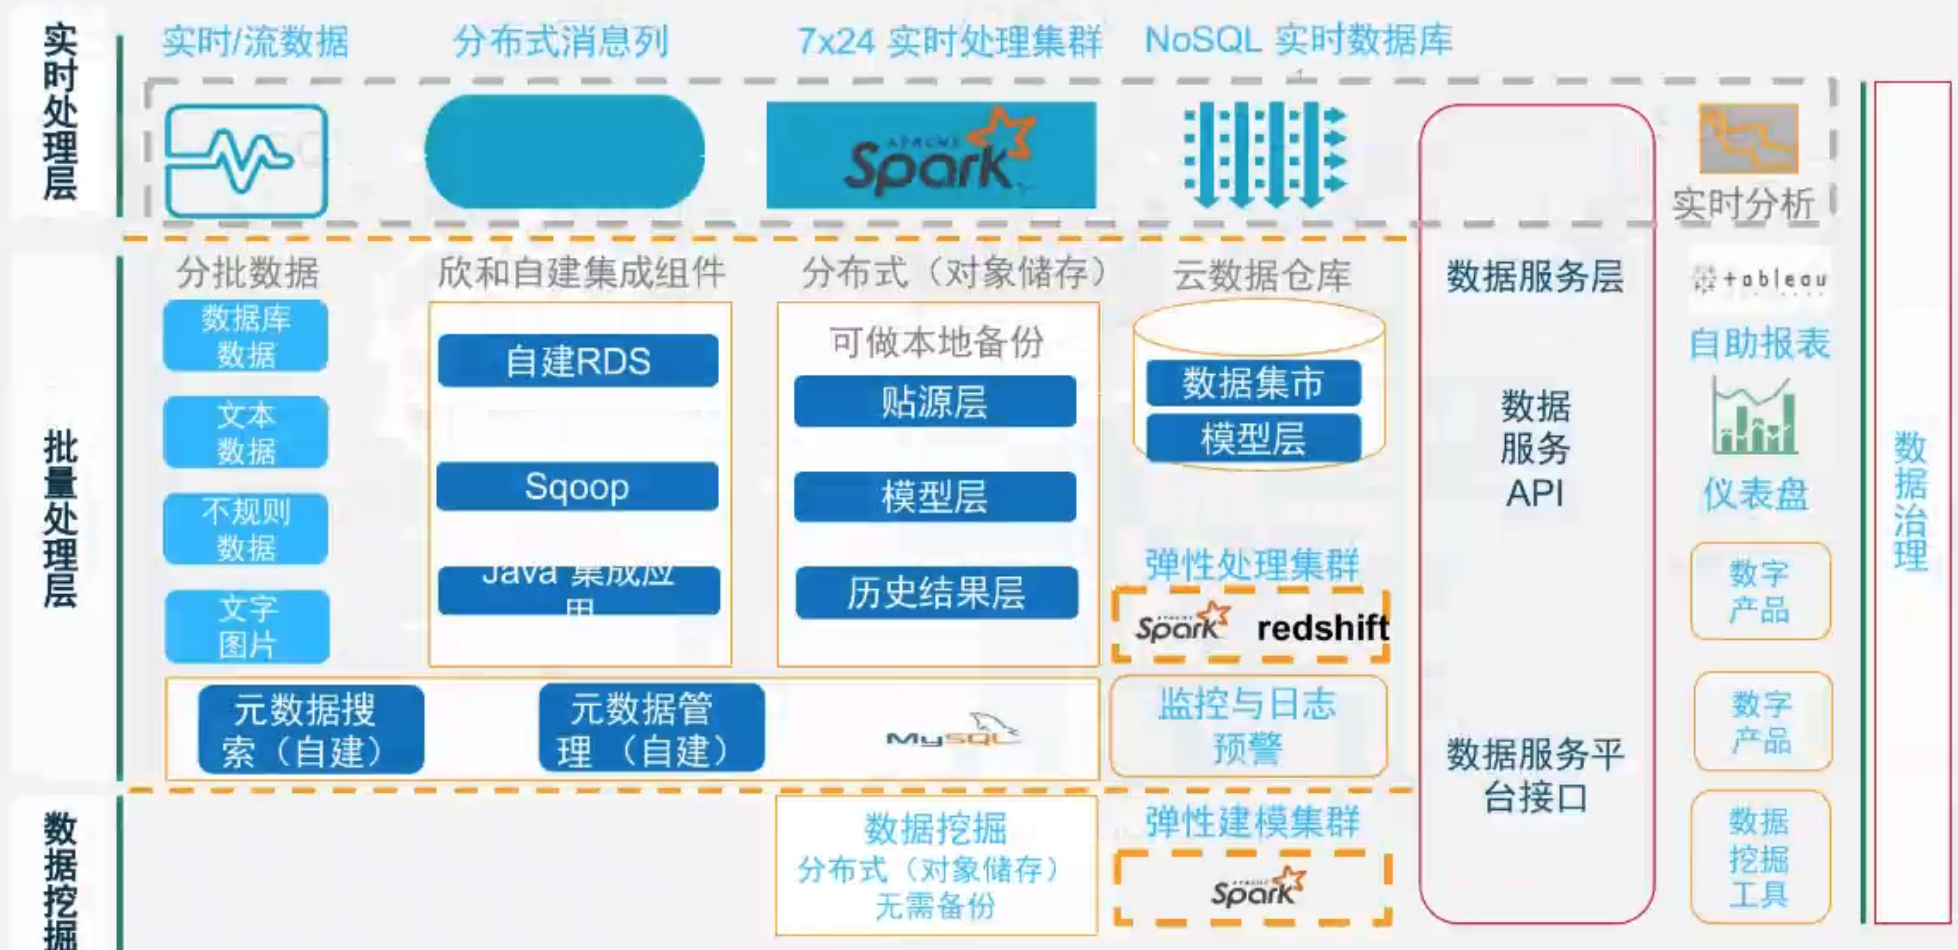 实时处理层
实时/流数据
分布式消息列
7x24 实时处理集群
NoSQL 实时数据库
APACHE
Spark
实时分析
批量处理层
分批数据
数据库
数据
文本
数据
不规则
数据
文字
图片
欣和自建集成组件
自建RDS
Sqoop
Java 集成应
用
分布式（对象储存）
可做本地备份
贴源层
模型层
历史结果层
云数据仓库
数据集市
模型层
弹性处理集群
APACHE
Spark
redshift
元数据搜
索（自建）
元数据管
理 （自建）
MySQL
监控与日志
预警
数据服务层
数据
服务
API
数据服务平
台接口
+ableau
自助报表
仪表盘
数字
产品
数字
产品
数据
挖掘
工具
数据治理
数据挖掘
数据挖掘
分布式（对象储存）
无需备份
弹性建模集群
APACHE
Spark